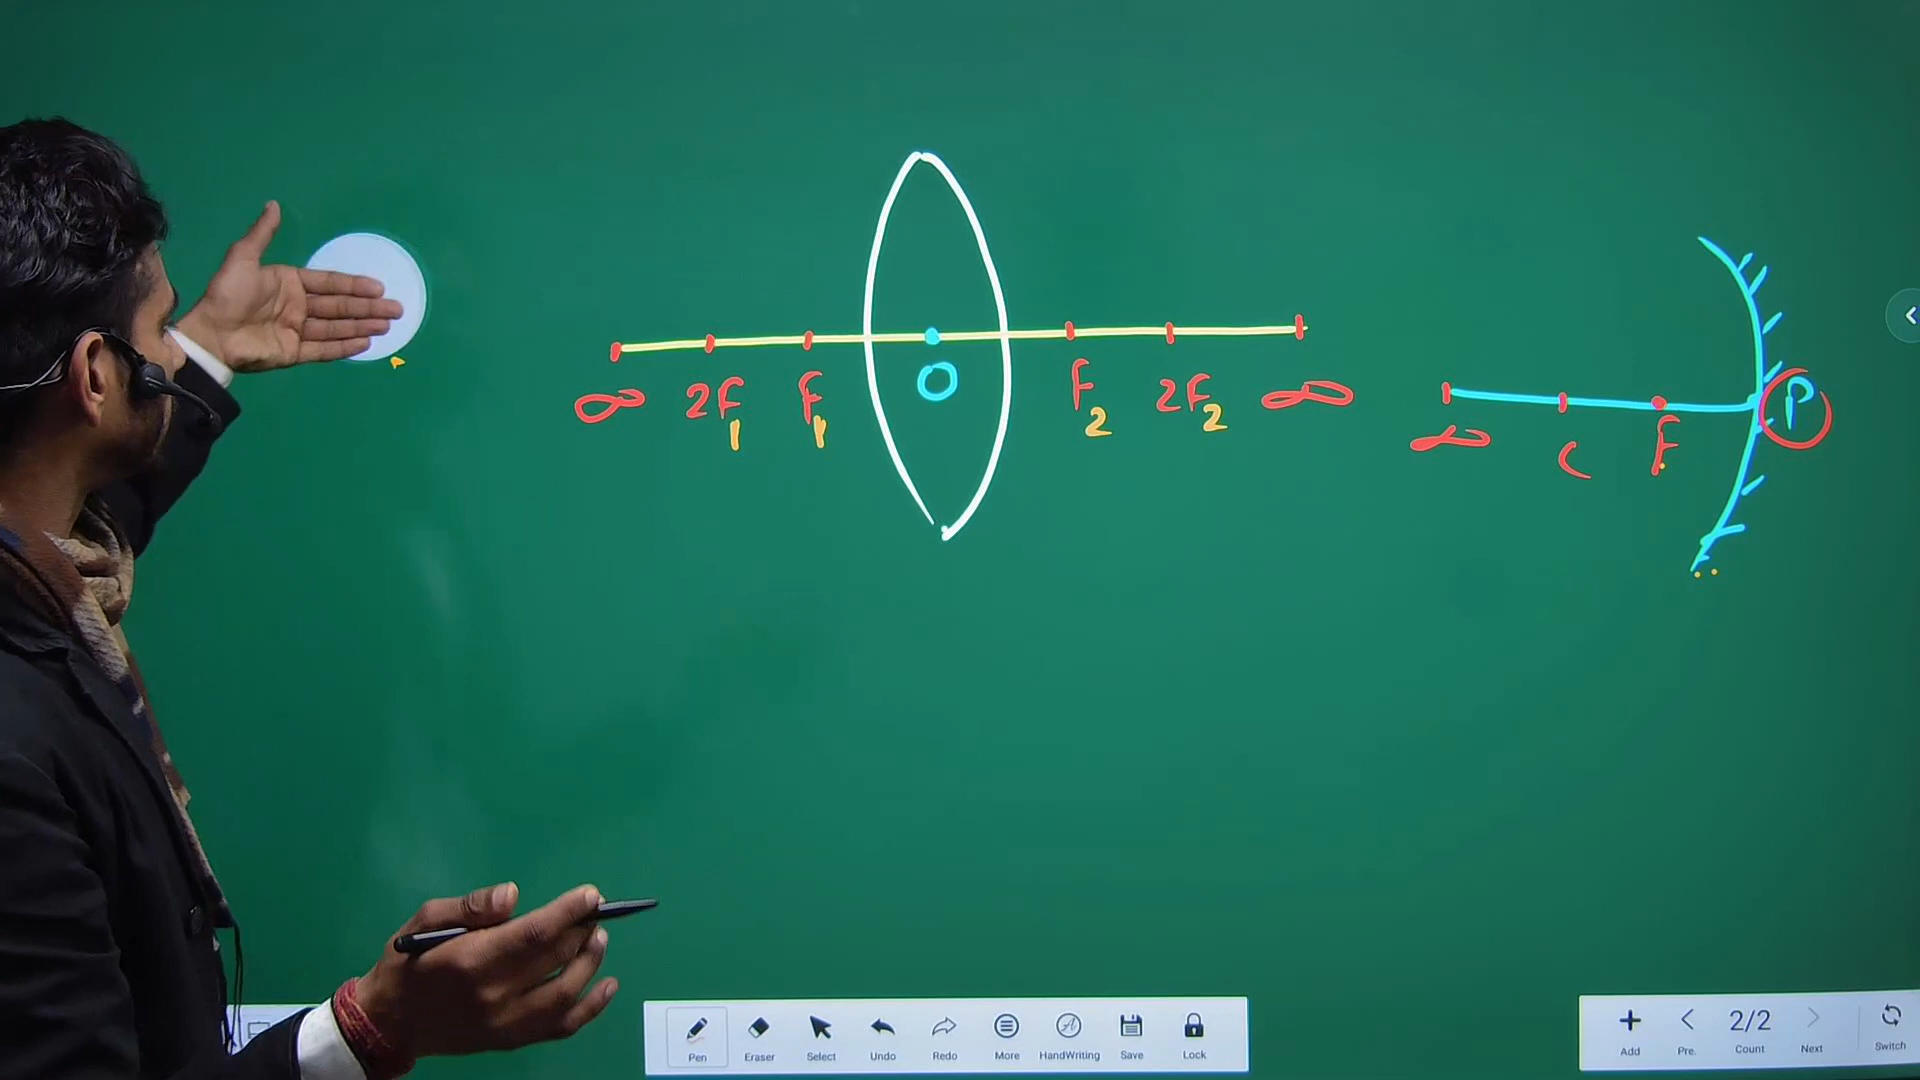 ∞ 2F1 F1 O F2 2F2 ∞
∞ C F P
Pen Eraser Select Undo Redo More HandWriting Save Lock
2/2
Add Pre. Count Next Switch